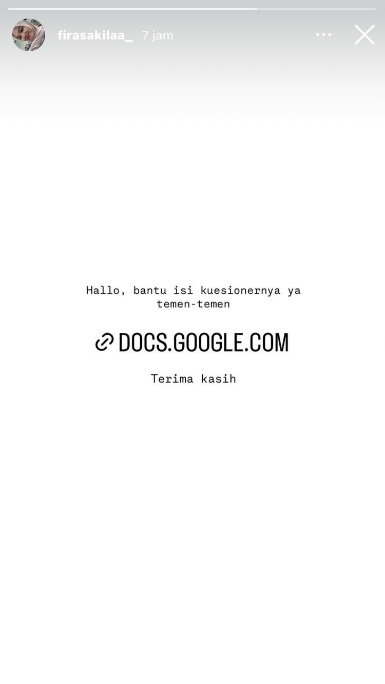 firasakilaa_ 7 jam
Hallo, bantu isi kuesionernya ya
temen-temen
DOCS.GOOGLE.COM
Terima kasih